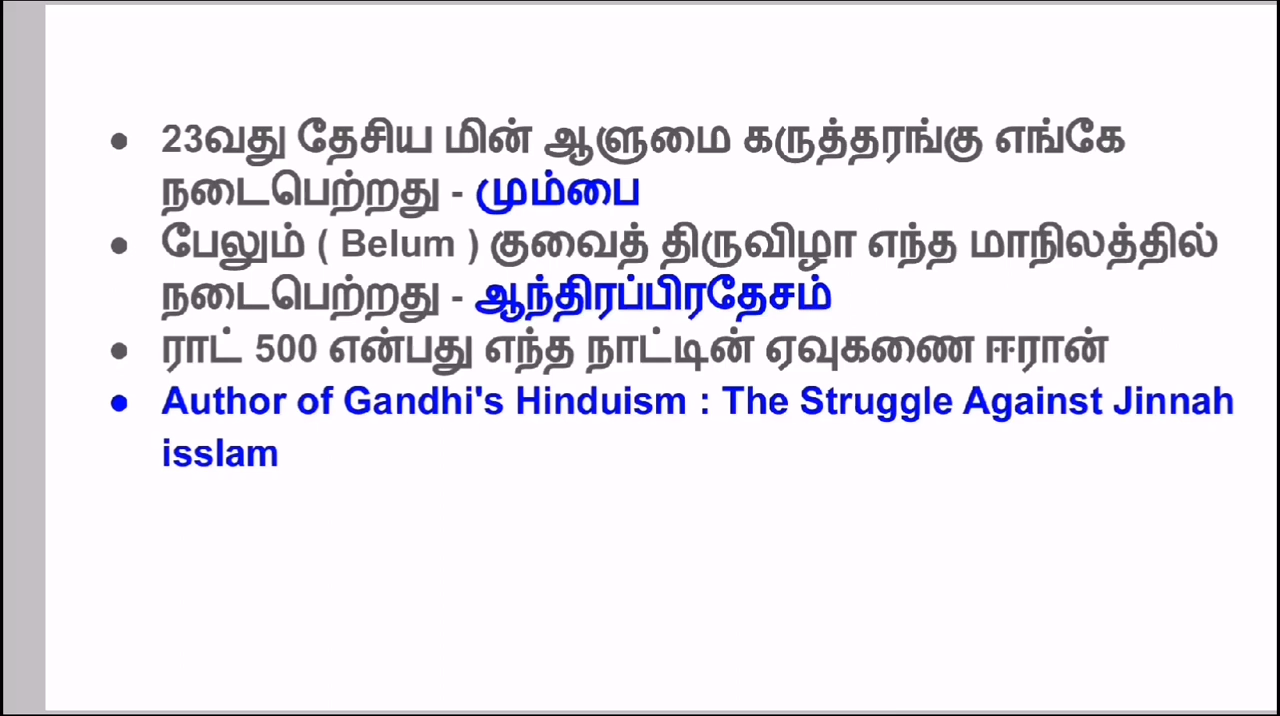 ● 23வது தேசிய மின் ஆளுமை கருத்தரங்கு எங்கே
நடைபெற்றது - மும்பை
● பேலும் ( Belum ) குவைத் திருவிழா எந்த மாநிலத்தில்
நடைபெற்றது - ஆந்திரப்பிரதேசம்
● ராட் 500 என்பது எந்த நாட்டின் ஏவுகணை ஈரான்
● Author of Gandhi's Hinduism : The Struggle Against Jinnah
isslam